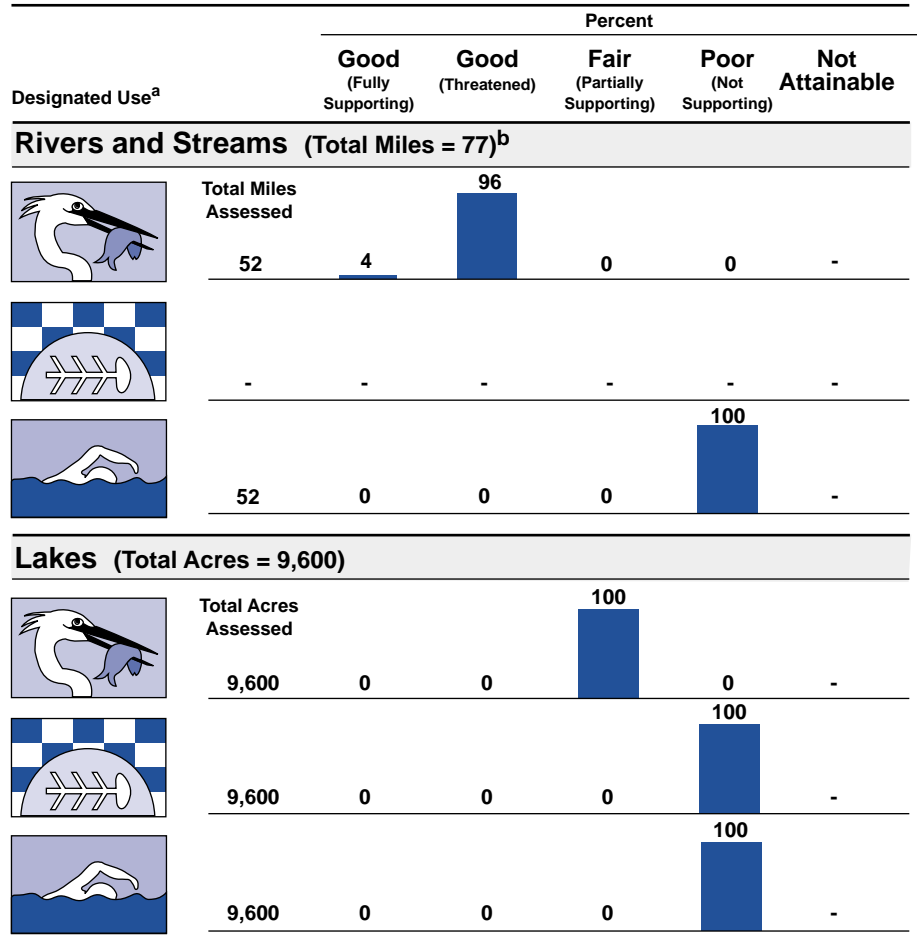 Percent
Designated Useᵃ
Good (Fully Supporting)
Good (Threatened)
Fair (Partially Supporting)
Poor (Not Supporting)
Not Attainable
Rivers and Streams (Total Miles = 77)ᵇ
Total Miles Assessed
96
52 4 0 0 -
- - - - - -
100
52 0 0 0 -
Lakes (Total Acres = 9,600)
Total Acres Assessed
100
9,600 0 0 0 -
100
9,600 0 0 0 -
100
9,600 0 0 0 -